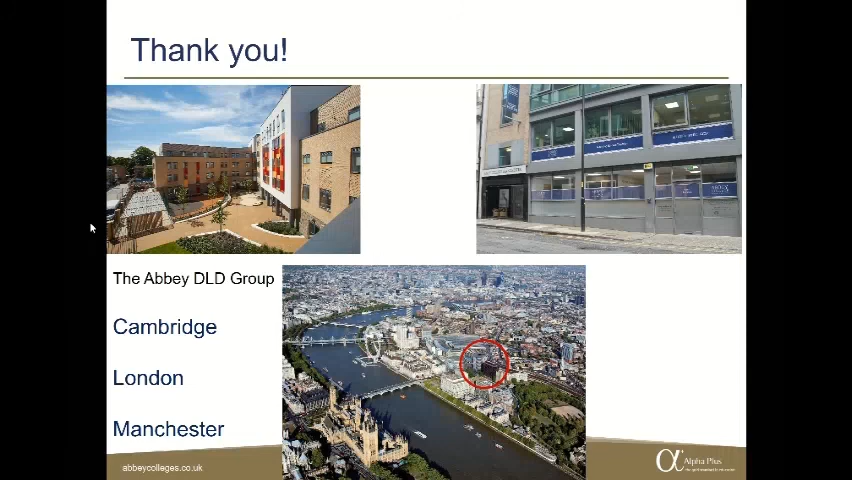 Thank you!
The Abbey DLD Group
Cambridge
London
Manchester
abbeycolleges.co.uk
Alpha Plus